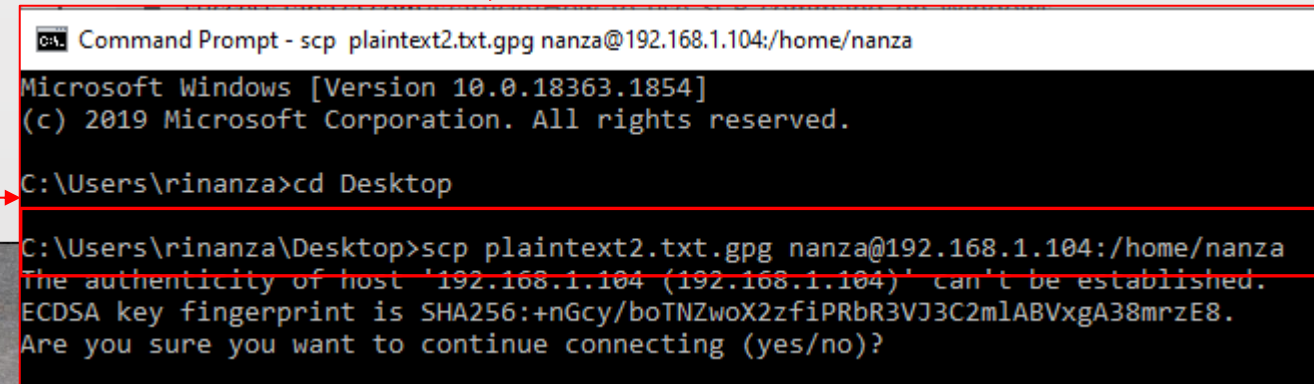 Command Prompt - scp plaintext2.txt.gpg nanza@192.168.1.104:/home/nanza
Microsoft Windows [Version 10.0.18363.1854]
(c) 2019 Microsoft Corporation. All rights reserved.
C:\Users\rinanza>cd Desktop
C:\Users\rinanza\Desktop>scp plaintext2.txt.gpg nanza@192.168.1.104:/home/nanza
The authenticity of host '192.168.1.104 (192.168.1.104)' can't be established.
ECDSA key fingerprint is SHA256:+nGcy/boTNZwoX2zfiPRbR3VJ3C2mlABVxgA38mrzE8.
Are you sure you want to continue connecting (yes/no)?